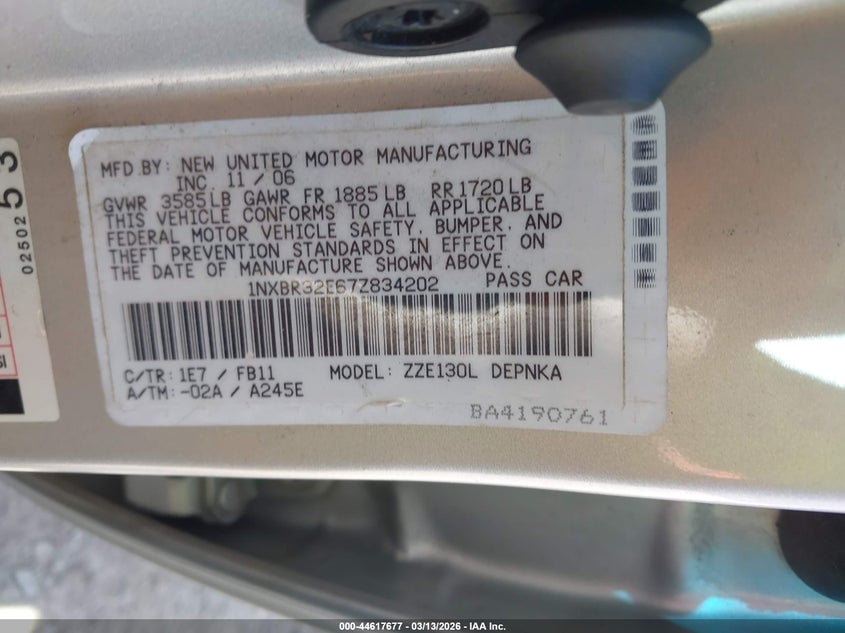 MFD.BY: NEW UNITED MOTOR MANUFACTURING
INC. 11 / 06
GVWR 3585LB GAWR FR 1885LB RR1720LB
THIS VEHICLE CONFORMS TO ALL APPLICABLE
FEDERAL MOTOR VEHICLE SAFETY, BUMPER, AND
THEFT PREVENTION STANDARDS IN EFFECT ON
THE DATE OF MANUFACTURE SHOWN ABOVE.
1NXBR32E67Z834202 PASS CAR
C/TR: 1E7 / FB11 MODEL: ZZE130L DEPNKA
A/TM: -02A / A245E
BA4190761
02502
53
SI
000-44617677 - 03/13/2026 - IAA Inc.